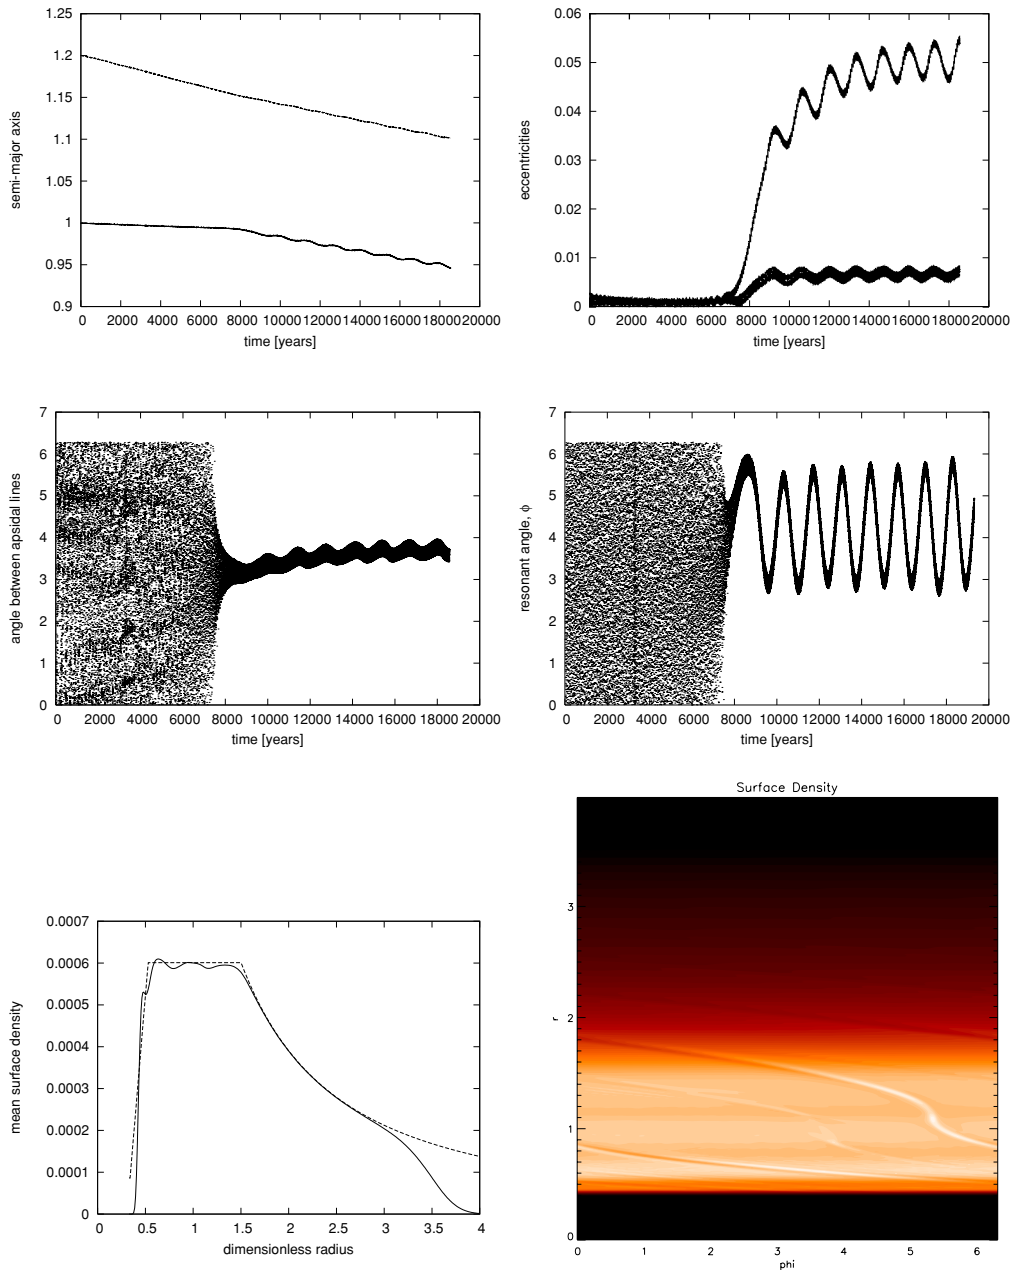 semi-major axis
1.25
1.2
1.15
1.1
1.05
1
0.95
0.9
0 2000 4000 6000 8000 10000 12000 14000 16000 18000 20000
time [years]
eccentricities
0.06
0.05
0.04
0.03
0.02
0.01
0
0 2000 4000 6000 8000 10000 12000 14000 16000 18000 20000
time [years]
angle between apsidal lines
7
6
5
4
3
2
1
0
0 2000 4000 6000 8000 10000 12000 14000 16000 18000 20000
time [years]
resonant angle, ϕ
7
6
5
4
3
2
1
0
0 2000 4000 6000 8000 10000 12000 14000 16000 18000 20000
time [years]
mean surface density
0.0007
0.0006
0.0005
0.0004
0.0003
0.0002
0.0001
0
0 0.5 1 1.5 2 2.5 3 3.5 4
dimensionless radius
Surface Density
r
3
2
1
0
0 1 2 3 4 5 6
phi